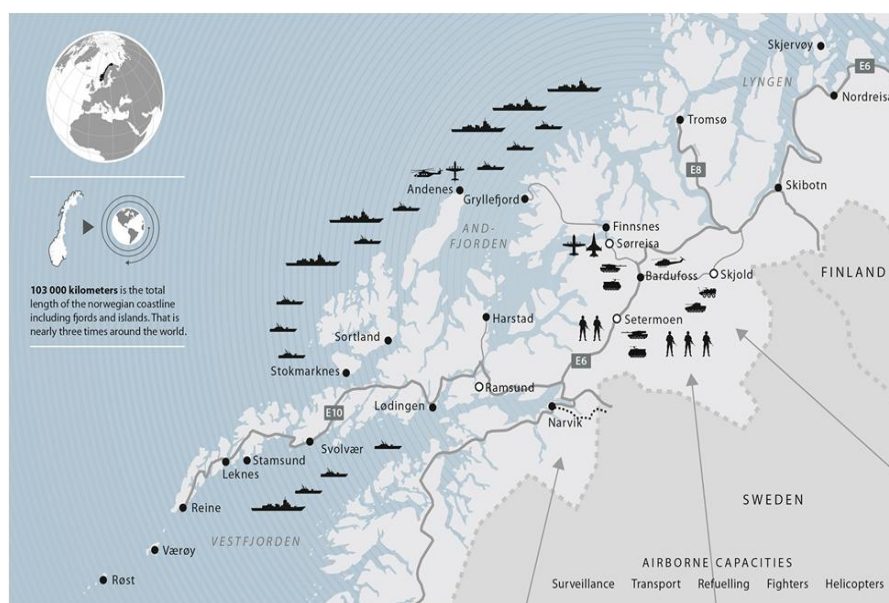 Skjervøy
E6
LYNGEN
Nordreisa
Tromsø
E8
Andenes
Gryllefjord
Skibotn
AND-
FJORDEN
Finnsnes
Sørreisa
Bardufoss
Skjold
FINLAND
103 000 kilometers is the total
length of the norwegian coastline
including fjords and islands. That is
nearly three times around the world.
Harstad
Setermoen
Sortland
Stokmarknes
E6
Ramsund
E10
Lødingen
Narvik
Svolvær
Stamsund
Leknes
SWEDEN
Reine
VESTFJORDEN
Værøy
AIRBORNE CAPACITIES
Røst
Surveillance Transport Refuelling Fighters Helicopters